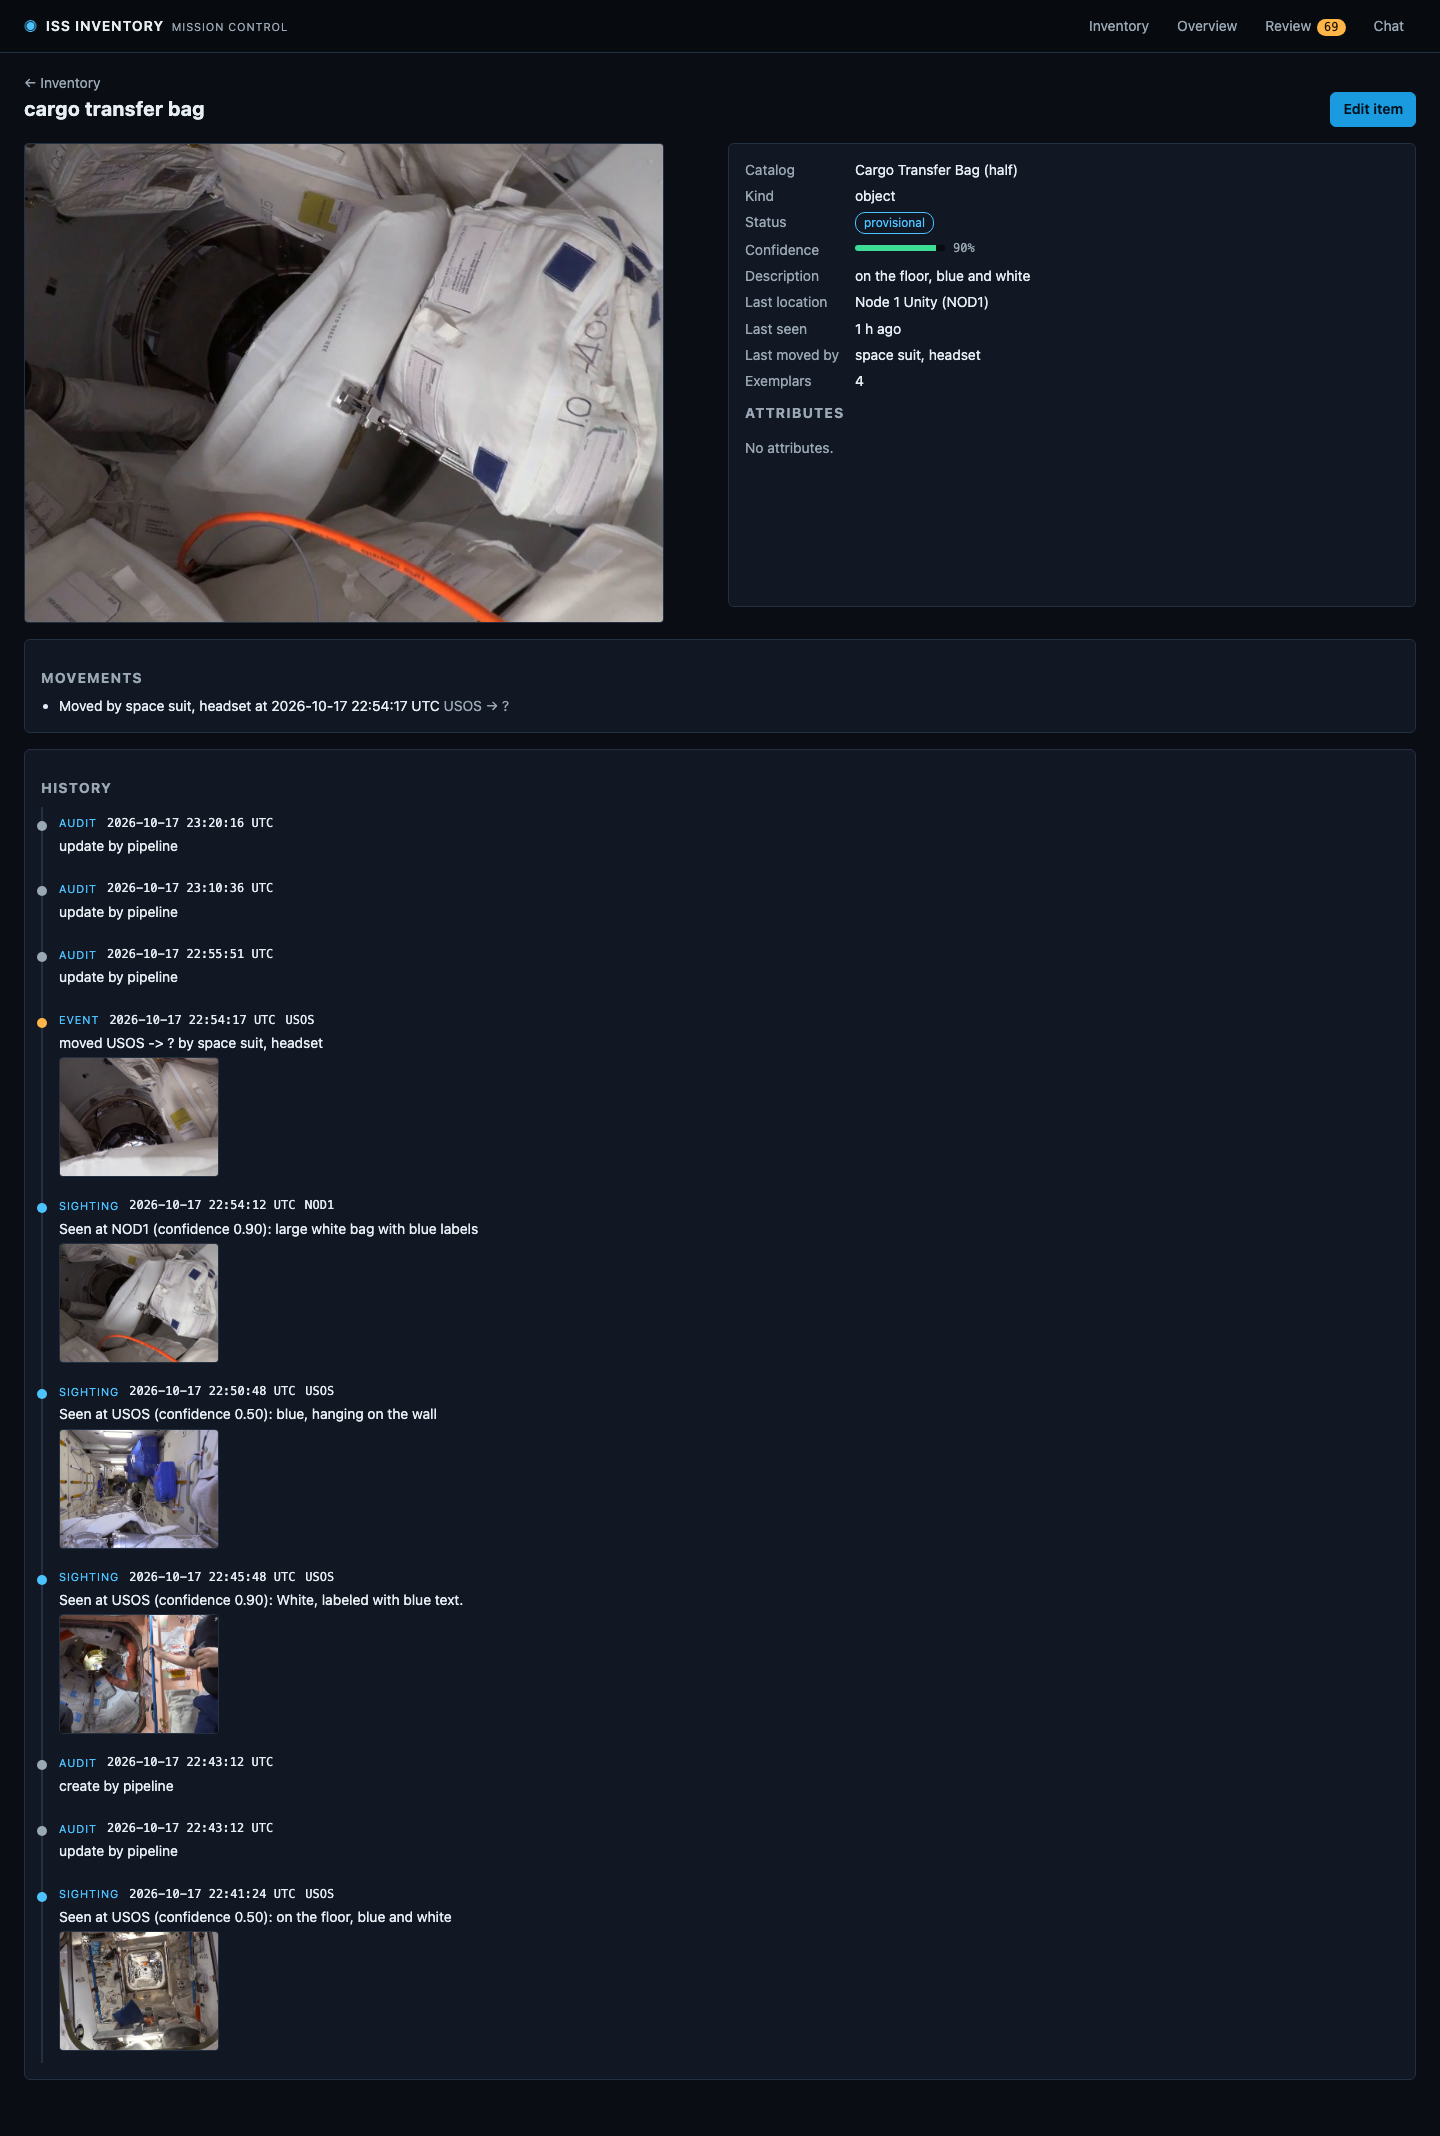 ISS INVENTORY MISSION CONTROL
Inventory Overview Review 69 Chat
← Inventory
cargo transfer bag
Edit item
Catalog Cargo Transfer Bag (half)
Kind object
Status provisional
Confidence 90%
Description on the floor, blue and white
Last location Node 1 Unity (NOD1)
Last seen 1 h ago
Last moved by space suit, headset
Exemplars 4
ATTRIBUTES
No attributes.
MOVEMENTS
• Moved by space suit, headset at 2026-10-17 22:54:17 UTC USOS → ?
HISTORY
AUDIT 2026-10-17 23:20:16 UTC
update by pipeline
AUDIT 2026-10-17 23:10:36 UTC
update by pipeline
AUDIT 2026-10-17 22:55:51 UTC
update by pipeline
EVENT 2026-10-17 22:54:17 UTC USOS
moved USOS -> ? by space suit, headset
SIGHTING 2026-10-17 22:54:12 UTC NOD1
Seen at NOD1 (confidence 0.90): large white bag with blue labels
SIGHTING 2026-10-17 22:50:48 UTC USOS
Seen at USOS (confidence 0.50): blue, hanging on the wall
SIGHTING 2026-10-17 22:45:48 UTC USOS
Seen at USOS (confidence 0.90): White, labeled with blue text.
AUDIT 2026-10-17 22:43:12 UTC
create by pipeline
AUDIT 2026-10-17 22:43:12 UTC
update by pipeline
SIGHTING 2026-10-17 22:41:24 UTC USOS
Seen at USOS (confidence 0.50): on the floor, blue and white